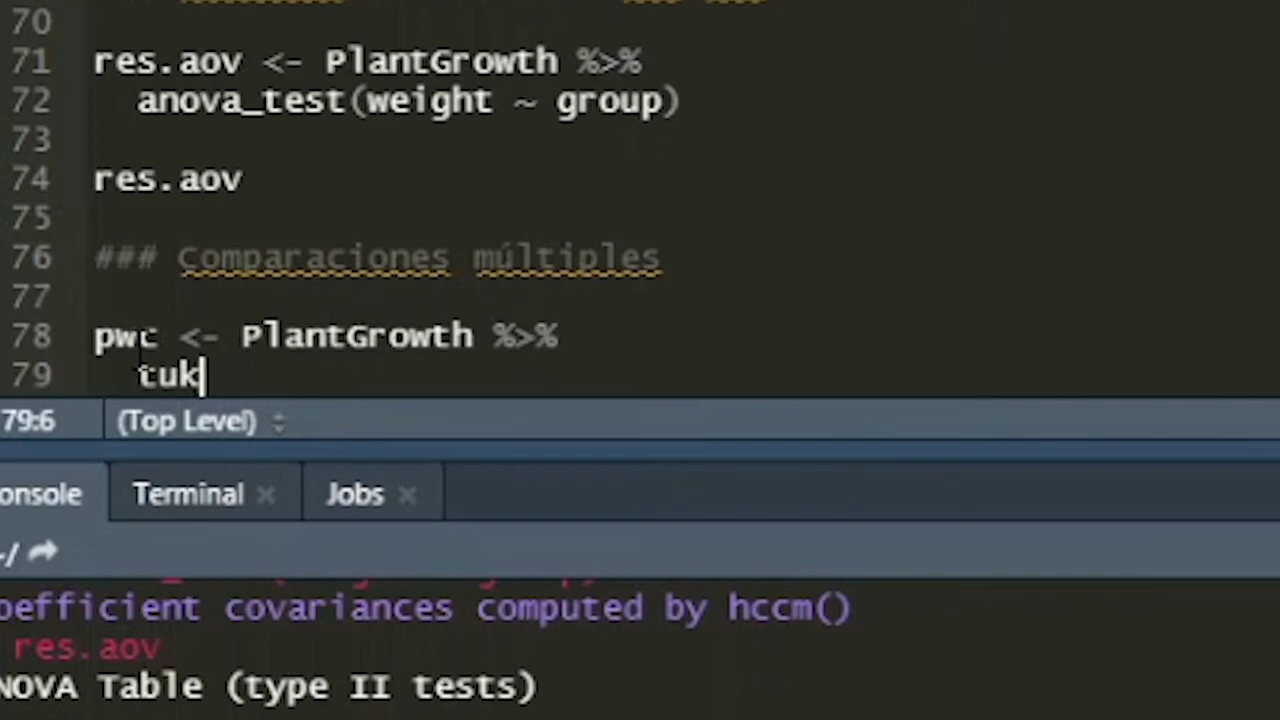 70
71 res.aov <- PlantGrowth %>%
72 anova_test(weight ~ group)
73
74 res.aov
75
76 ### Comparaciones múltiples
77
78 pwc <- PlantGrowth %>%
79 tuk
79:6 (Top Level)
onsole Terminal Jobs
~/
oefficient covariances computed by hccm()
res.aov
NOVA Table (type II tests)